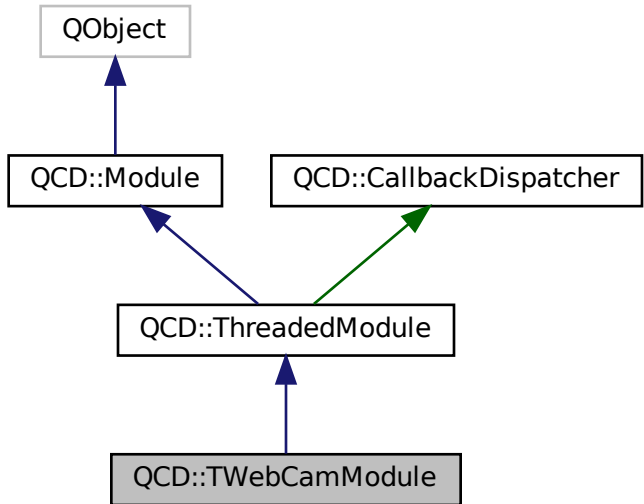 QObject
QCD::Module
QCD::CallbackDispatcher
QCD::ThreadedModule
QCD::TWebCamModule